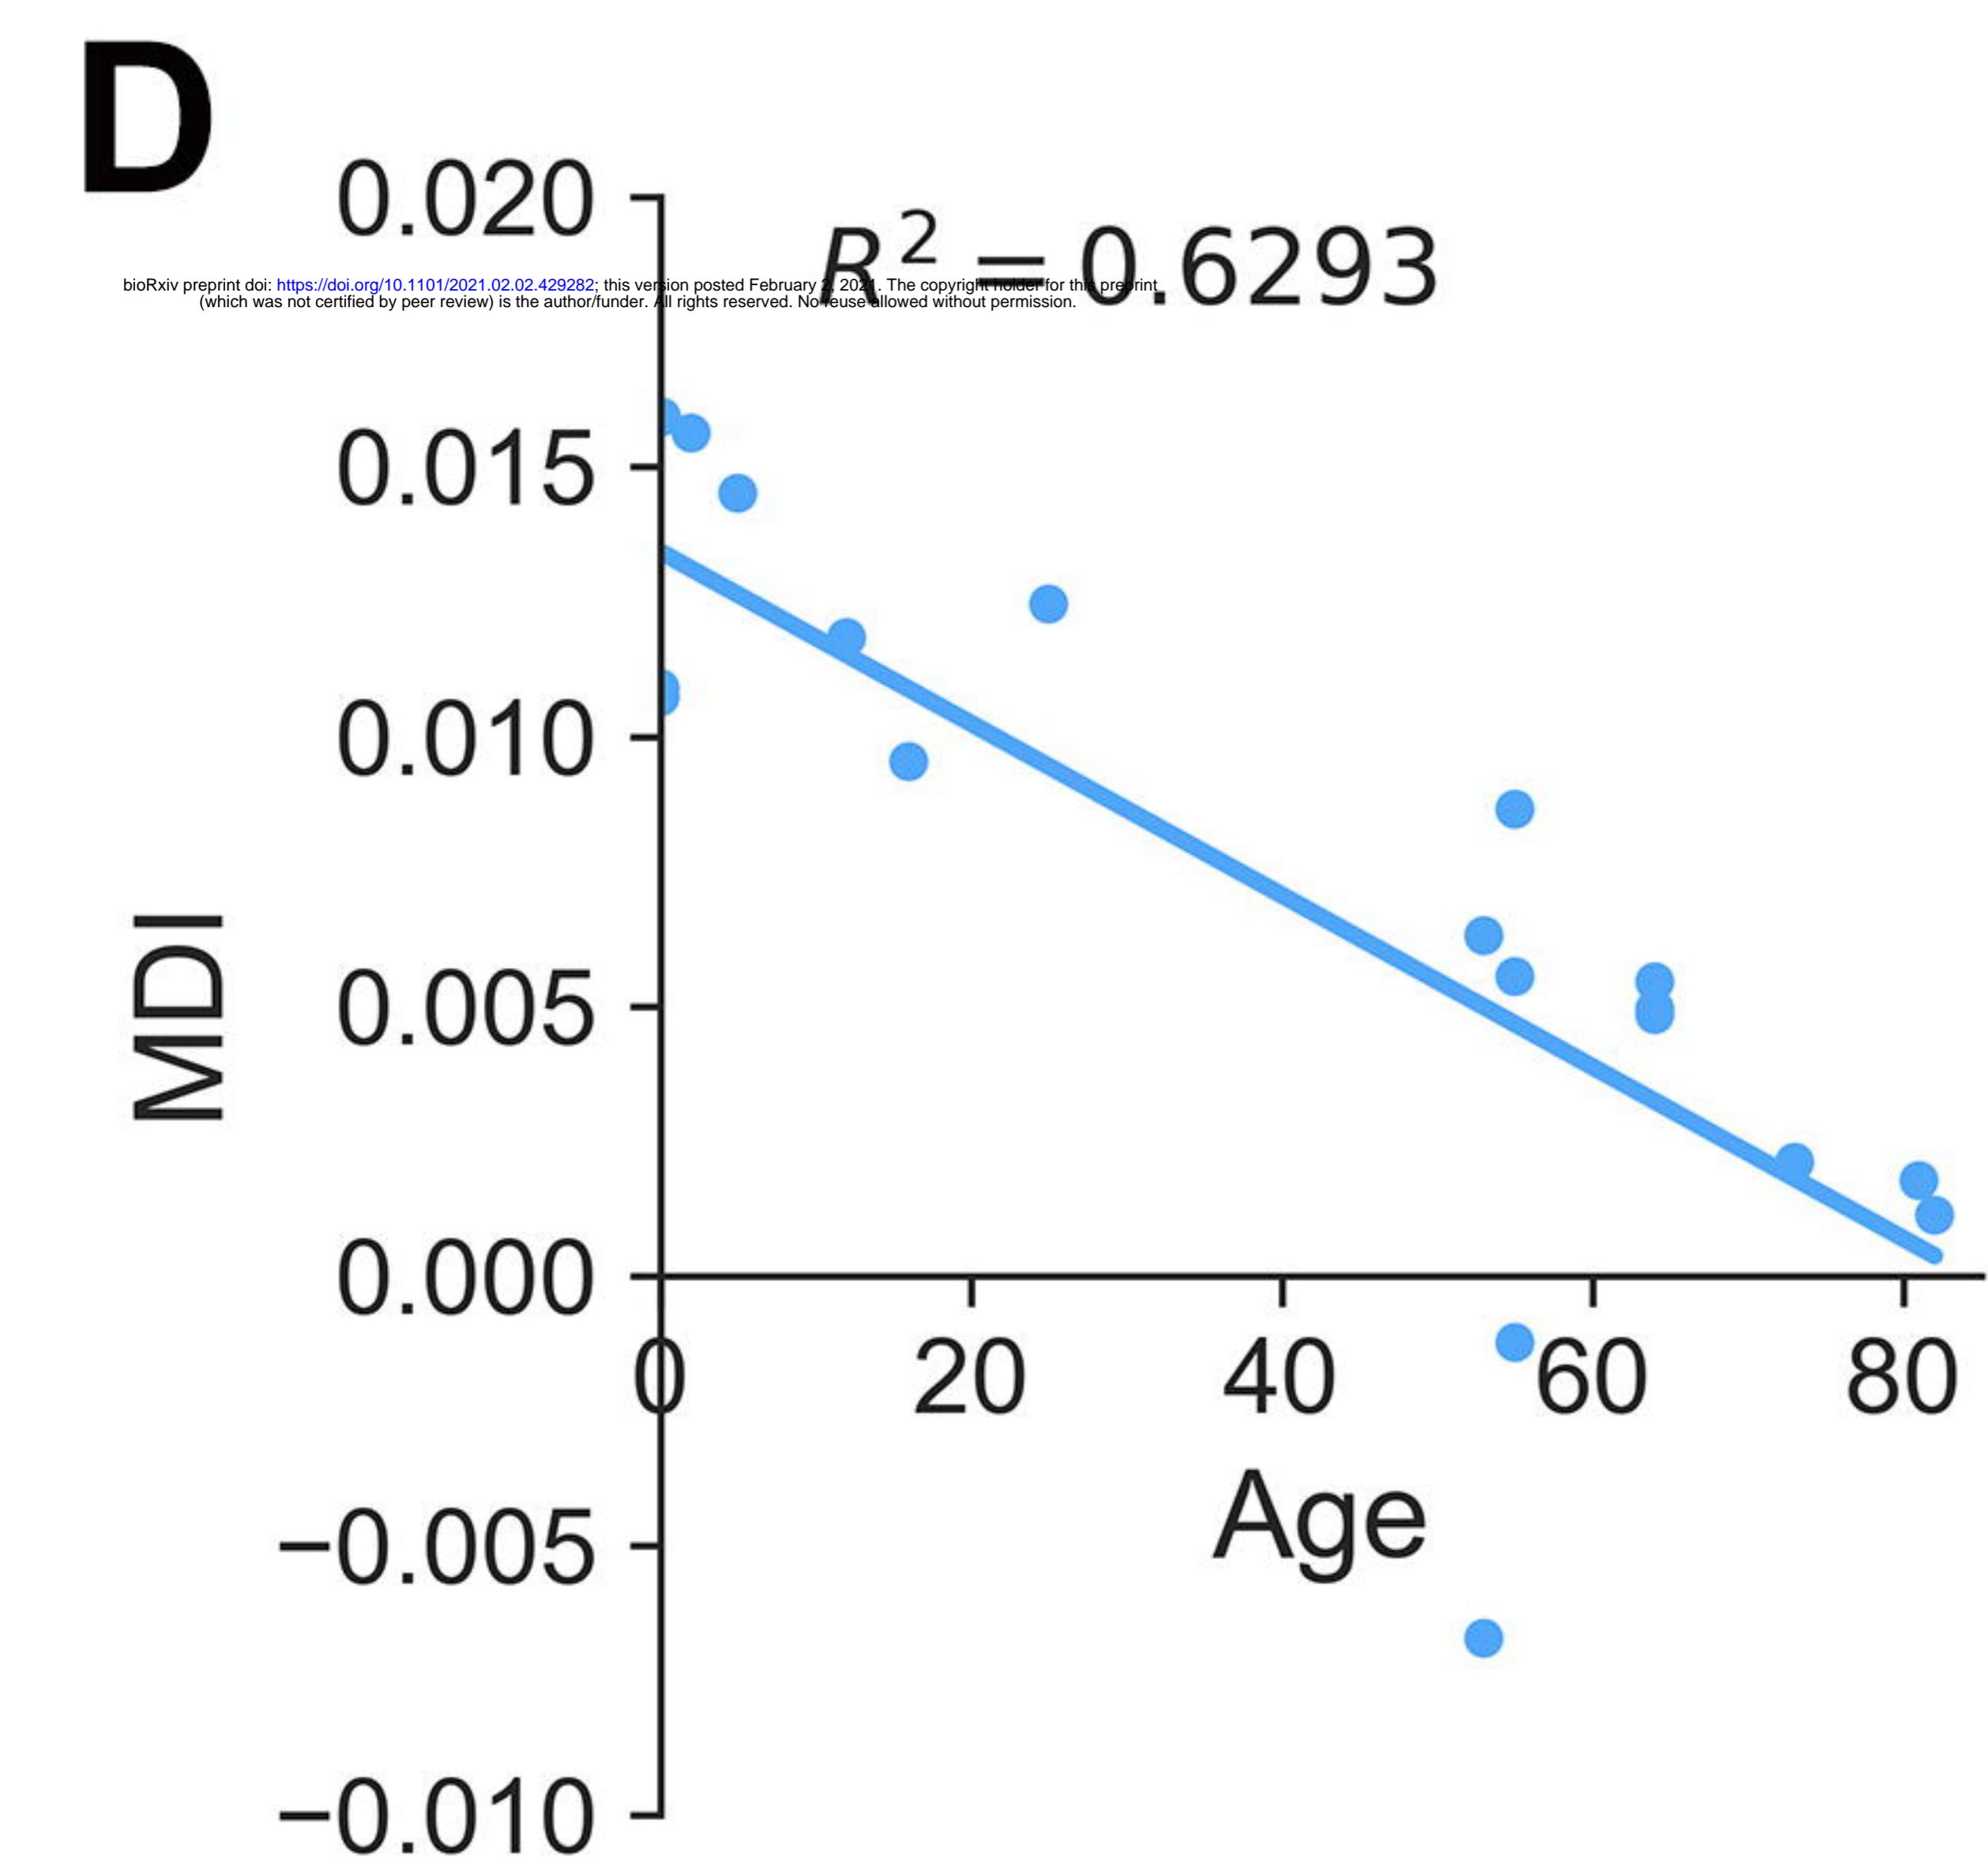 D
0.020
R² = 0.6293
bioRxiv preprint doi: https://doi.org/10.1101/2021.02.02.429282; this version posted February 2, 2021. The copyright holder for this preprint
(which was not certified by peer review) is the author/funder. All rights reserved. No reuse allowed without permission.
0.015
0.010
MDI
0.005
0.000
0 20 40 60 80
Age
−0.005
−0.010